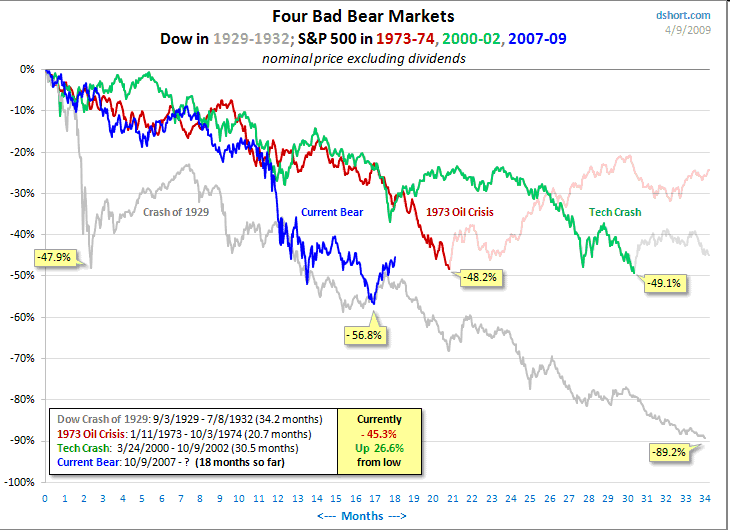 Four Bad Bear Markets
dshort.com
4/9/2009
Dow in 1929-1932; S&P 500 in 1973-74, 2000-02, 2007-09
nominal price excluding dividends
0%
-10%
-20%
-30%
-40%
-50%
-60%
-70%
-80%
-90%
-100%
Crash of 1929
Current Bear
1973 Oil Crisis
Tech Crash
-47.9%
-48.2%
-49.1%
- 56.8%
-89.2%
Dow Crash of 1929: 9/3/1929 - 7/8/1932 (34.2 months)
1973 Oil Crisis: 1/11/1973 - 10/3/1974 (20.7 months)
Tech Crash: 3/24/2000 - 10/9/2002 (30.5 months)
Current Bear: 10/9/2007 - ? (18 months so far)
Currently
- 45.3%
Up 26.6%
from low
0 1 2 3 4 5 6 7 8 9 10 11 12 13 14 15 16 17 18 19 20 21 22 23 24 25 26 27 28 29 30 31 32 33 34
<--- Months --->